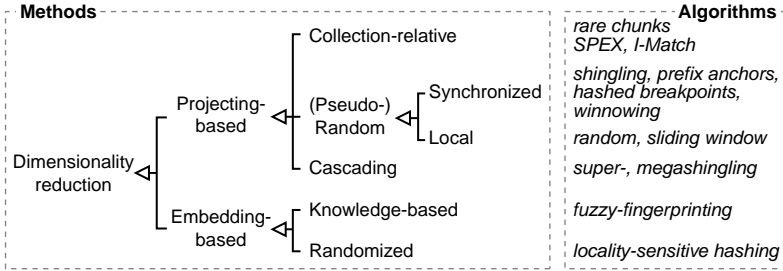 Methods
Algorithms
Collection-relative
rare chunks
SPEX, I-Match
Projecting-
based
(Pseudo-)
Random
Synchronized
shingling, prefix anchors,
hashed breakpoints,
winnowing
Local
random, sliding window
Dimensionality
reduction
Cascading
super-, megashingling
Embedding-
based
Knowledge-based
fuzzy-fingerprinting
Randomized
locality-sensitive hashing